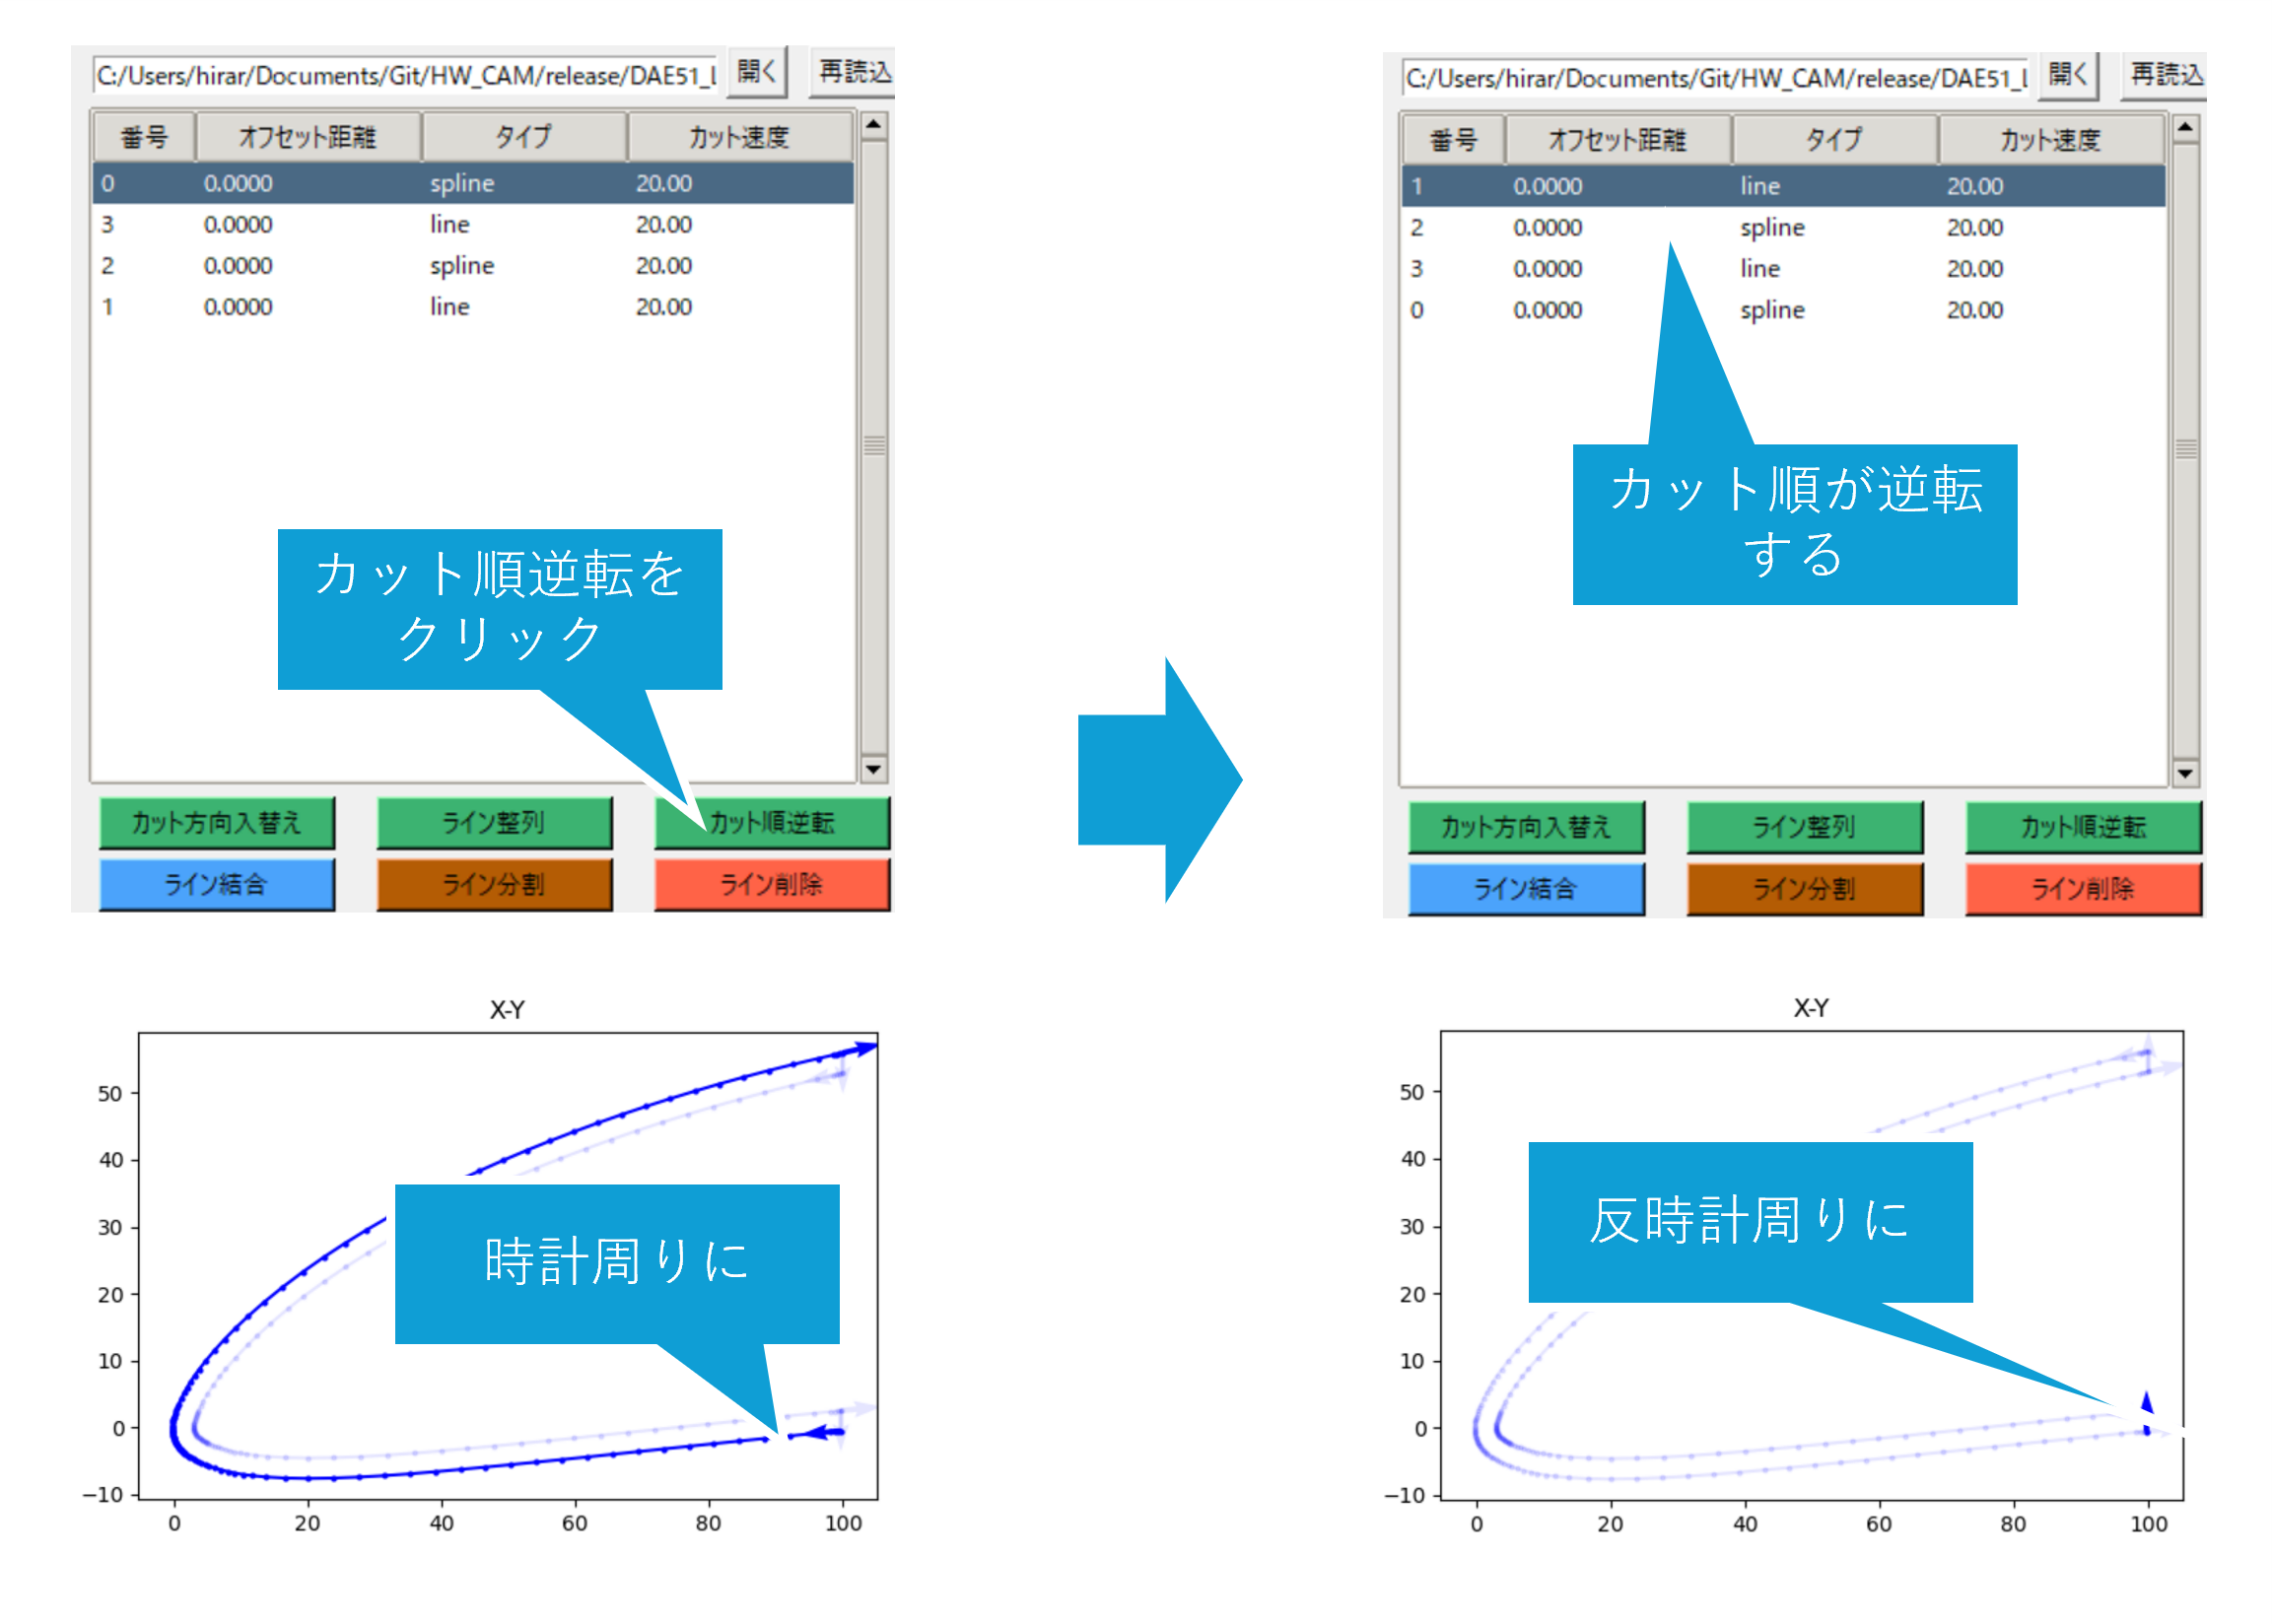 C:/Users/hirar/Documents/Git/HW_CAM/release/DAE51_l 開く 再読込
番号 オフセット距離 タイプ カット速度
0 0.0000 spline 20.00
3 0.0000 line 20.00
2 0.0000 spline 20.00
1 0.0000 line 20.00
カット順逆転を
クリック
カット方向入替え ライン整列 カット順逆転
ライン結合 ライン分割 ライン削除
C:/Users/hirar/Documents/Git/HW_CAM/release/DAE51_l 開く 再読込
番号 オフセット距離 タイプ カット速度
1 0.0000 line 20.00
2 0.0000 spline 20.00
3 0.0000 line 20.00
0 0.0000 spline 20.00
カット順が逆転
する
カット方向入替え ライン整列 カット順逆転
ライン結合 ライン分割 ライン削除
X-Y
50
40
30
20
10
0
−10
0 20 40 60 80 100
時計周りに
X-Y
50
40
30
20
10
0
−10
0 20 40 60 80 100
反時計周りに